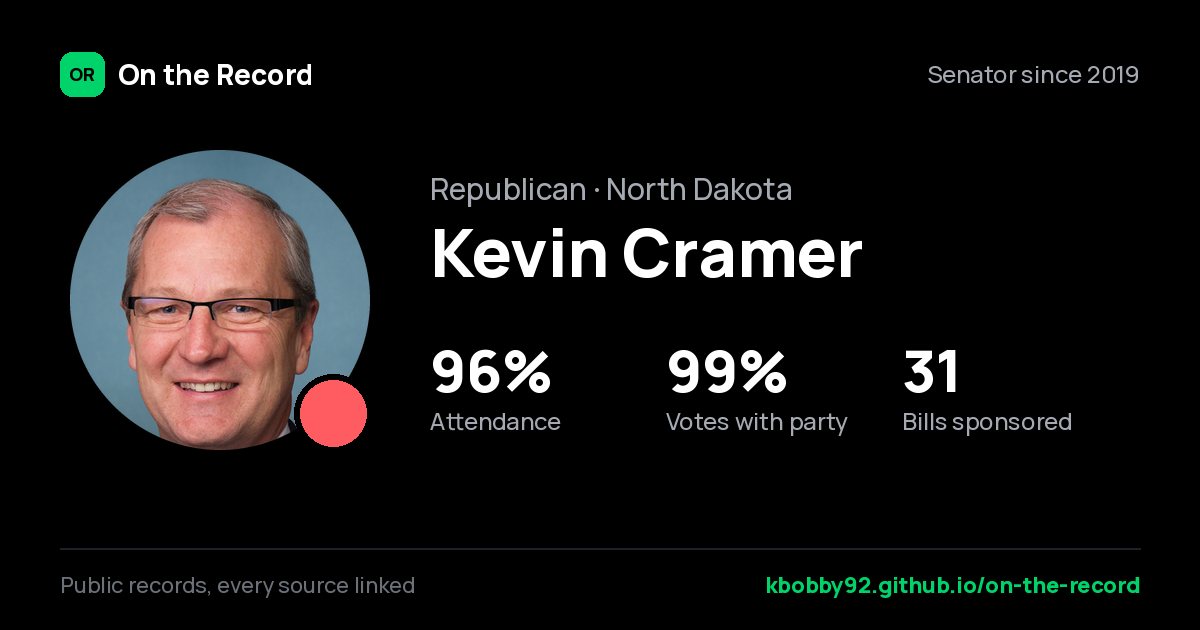 OR On the Record
Senator since 2019
Republican · North Dakota
Kevin Cramer
96% 99% 31
Attendance Votes with party Bills sponsored
Public records, every source linked
kbobby92.github.io/on-the-record